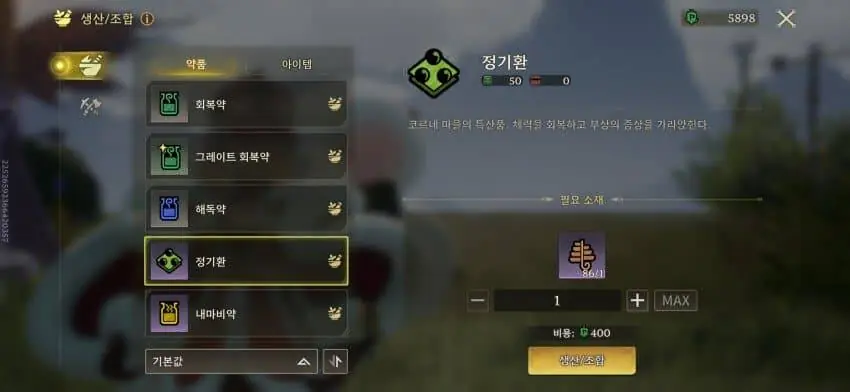 생산/조합
5898
약품
아이템
회복약
그레이트 회복약
해독약
정기환
내마비약
기본값
정기환
50 0
코르네 마을의 특산품. 체력을 회복하고 부상의 증상을 가라앉힌다.
필요 소재
86/1
1
MAX
비용: 400
생산/조합
22526592366420357